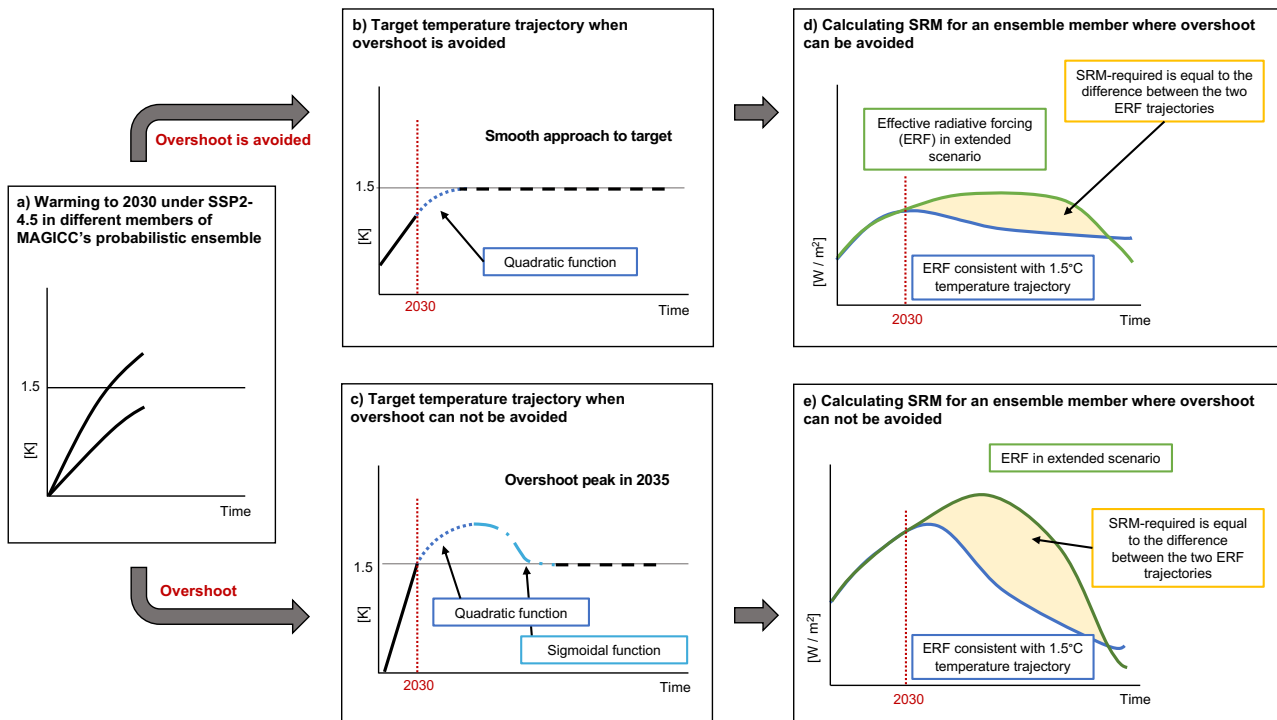 Overshoot is avoided
a) Warming to 2030 under SSP2-
4.5 in different members of
MAGICC's probabilistic ensemble
1.5
[K]
Time
Overshoot
b) Target temperature trajectory when
overshoot is avoided
Smooth approach to target
1.5
[K]
Quadratic function
2030
Time
c) Target temperature trajectory when
overshoot can not be avoided
Overshoot peak in 2035
1.5
[K]
Quadratic function
Sigmoidal function
2030
Time
d) Calculating SRM for an ensemble member where overshoot
can be avoided
SRM-required is equal to the
difference between the two
ERF trajectories
Effective radiative forcing
(ERF) in extended
scenario
[W / m²]
ERF consistent with 1.5°C
temperature trajectory
2030
Time
e) Calculating SRM for an ensemble member where overshoot
can not be avoided
ERF in extended scenario
SRM-required is equal
to the difference
between the two ERF
trajectories
[W / m²]
ERF consistent with 1.5°C
temperature trajectory
2030
Time